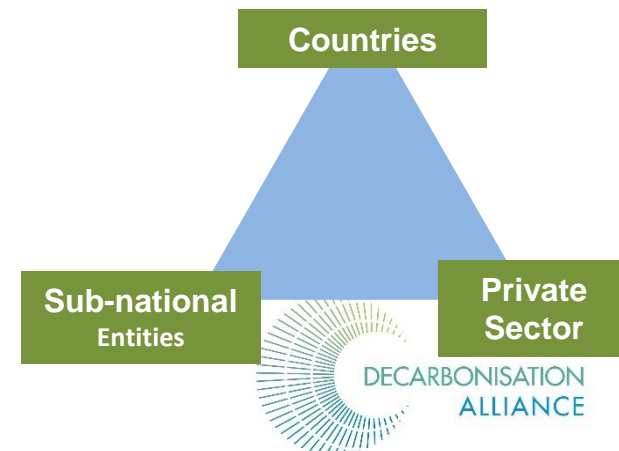 Countries
Sub-national
Entities
Private
Sector
DECARBONISATION
ALLIANCE